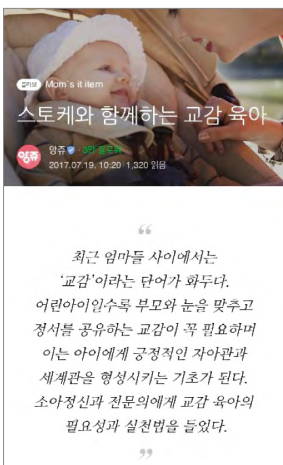 Mom's it item
스토케와 함께하는 교감 육아
앙쥬
앙쥬
2017.07.19. 10:20 · 1,320 읽음
“
최근 엄마들 사이에서는
‘교감’이라는 단어가 화두다.
어린아이일수록 부모와 눈을 맞추고
정서를 공유하는 교감이 꼭 필요하며
이는 아이에게 긍정적인 자아관과
세계관을 형성시키는 기초가 된다.
소아정신과 전문의에게 교감 육아의
필요성과 실천법을 들었다.
”